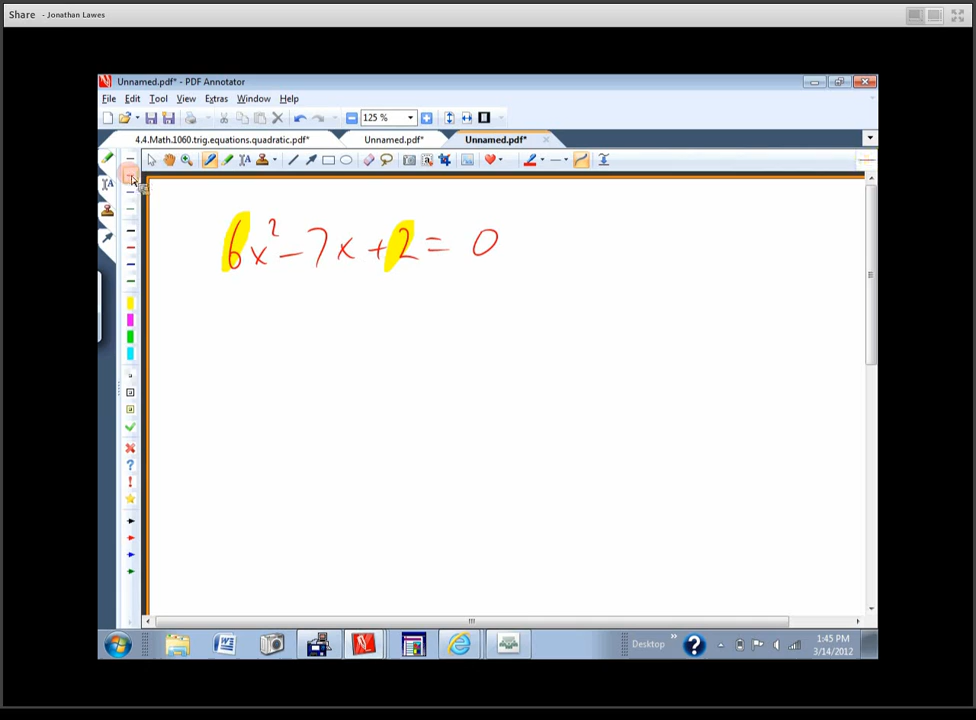 Share - Jonathan Lawes
Unnamed.pdf* - PDF Annotator
File Edit Tool View Extras Window Help
125 %
4.4.Math.1060.trig.equations.quadratic.pdf* Unnamed.pdf* Unnamed.pdf*
6x² - 7x + 2 = 0
Desktop
1:45 PM
3/14/2012